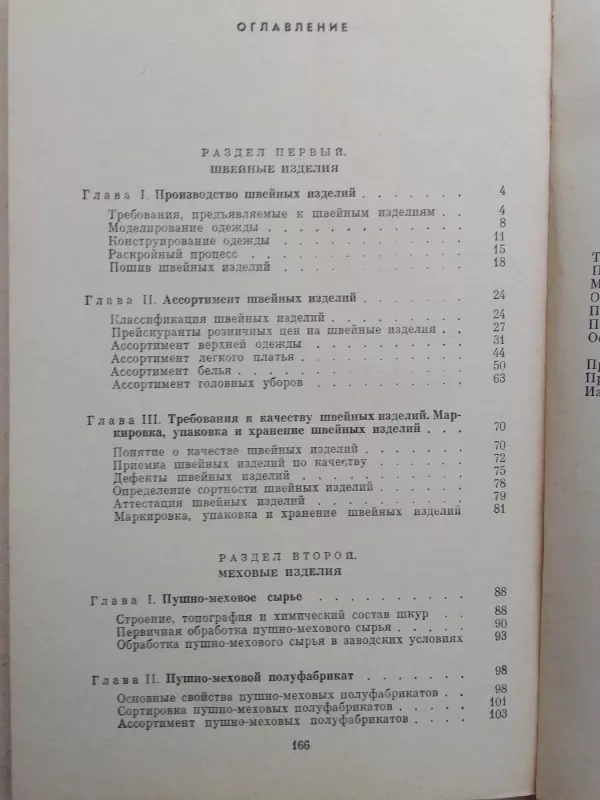 ОГЛАВЛЕНИЕ
РАЗДЕЛ ПЕРВЫЙ.
ШВЕЙНЫЕ ИЗДЕЛИЯ
Глава I. Производство швейных изделий . . . . . . . 4
Требования, предъявляемые к швейным изделиям . . 4
Моделирование одежды . . . . . . . . . . 8
Конструирование одежды . . . . . . . . . . 11
Раскройный процесс . . . . . . . . . . . 15
Пошив швейных изделий . . . . . . . . . . 18
Глава II. Ассортимент швейных изделий . . . . . . . 24
Классификация швейных изделий . . . . . . . 24
Прейскуранты розничных цен на швейные изделия . . 27
Ассортимент верхней одежды . . . . . . . . 31
Ассортимент легкого платья . . . . . . . . 44
Ассортимент белья . . . . . . . . . . . 50
Ассортимент головных уборов . . . . . . . . 63
Глава III. Требования к качеству швейных изделий. Мар-
кировка, упаковка и хранение швейных изделий . . . 70
Понятие о качестве швейных изделий . . . . . 70
Приемка швейных изделий по качеству . . . . . 72
Дефекты швейных изделий . . . . . . . . . 75
Определение сортности швейных изделий . . . . 78
Аттестация швейных изделий . . . . . . . . 79
Маркировка, упаковка и хранение швейных изделий 81
РАЗДЕЛ ВТОРОЙ.
МЕХОВЫЕ ИЗДЕЛИЯ
Глава I. Пушно-меховое сырье . . . . . . . . . . 88
Строение, топография и химический состав шкур . . 88
Первичная обработка пушно-мехового сырья . . . . 90
Обработка пушно-мехового сырья в заводских условиях 93
Глава II. Пушно-меховой полуфабрикат . . . . . . . 98
Основные свойства пушно-меховых полуфабрикатов . . 98
Сортировка пушно-меховых полуфабрикатов . . . . 101
Ассортимент пушно-меховых полуфабрикатов . . . . 103
166